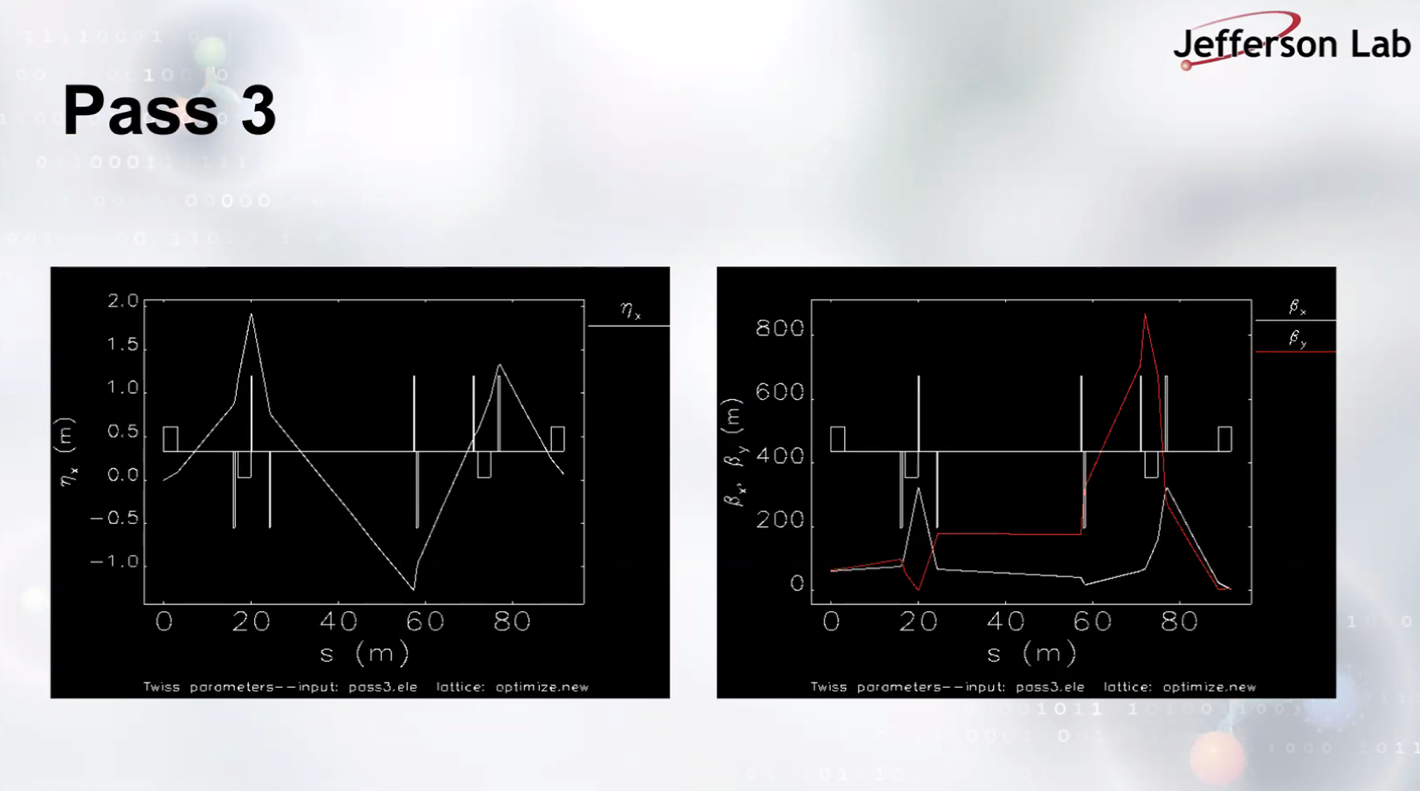 Jefferson Lab
Pass 3
2.0
1.5
1.0
0.5
0.0
−0.5
−1.0
ηx (m)
0 20 40 60 80
s (m)
ηx
Twiss parameters--input: pass3.ele lattice: optimize.new
800
600
400
200
0
βx, βy (m)
0 20 40 60 80
s (m)
βx
βy
Twiss parameters--input: pass3.ele lattice: optimize.new